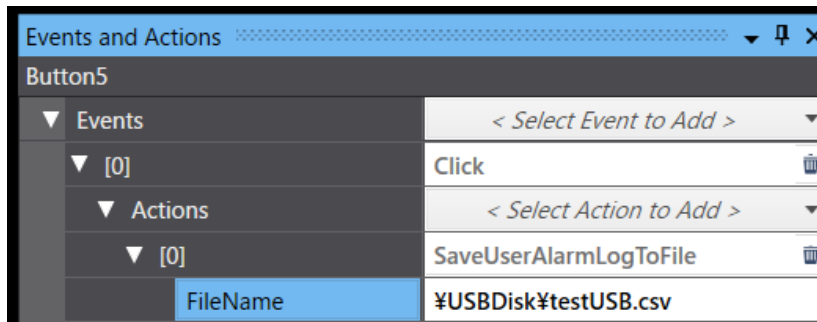 Events and Actions
Button5
Events < Select Event to Add >
[0] Click
Actions < Select Action to Add >
[0] SaveUserAlarmLogToFile
FileName ¥USBDisk¥testUSB.csv